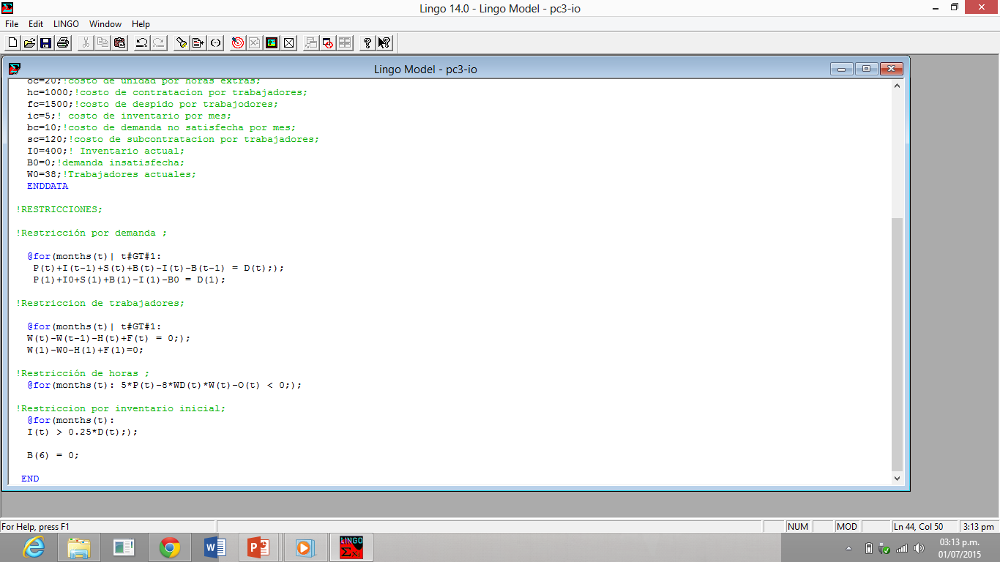 Lingo 14.0 - Lingo Model - pc3-io
File Edit LINGO Window Help
Lingo Model - pc3-io
oc=20;!costo de unidad por horas extras;
hc=1000;!costo de contratacion por trabajadores;
fc=1500;!costo de despido por trabajodores;
ic=5;! costo de inventario por mes;
bc=10;!costo de demanda no satisfecha por mes;
sc=120;!costo de subcontratacion por trabajadores;
I0=400;! Inventario actual;
B0=0;!demanda insatisfecha;
W0=38;!Trabajadores actuales;
ENDDATA
!RESTRICCIONES;
!Restricción por demanda ;
@for(months(t)| t#GT#1:
P(t)+I(t-1)+S(t)+B(t)-I(t)-B(t-1) = D(t););
P(1)+I0+S(1)+B(1)-I(1)-B0 = D(1);
!Restriccion de trabajadores;
@for(months(t)| t#GT#1:
W(t)-W(t-1)-H(t)+F(t) = 0;);
W(1)-W0-H(1)+F(1)=0;
!Restricción de horas ;
@for(months(t): 5*P(t)-8*WD(t)*W(t)-O(t) < 0;);
!Restriccion por inventario inicial;
@for(months(t):
I(t) > 0.25*D(t););
B(6) = 0;
END
For Help, press F1 NUM MOD Ln 44, Col 50 3:13 pm
LINGO
03:13 p.m.
01/07/2015